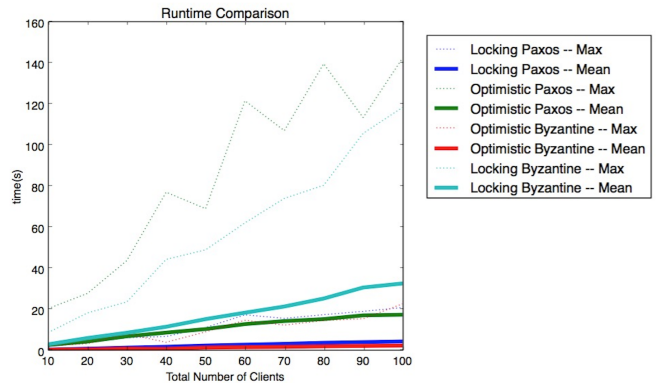 Runtime Comparison
160
140
120
100
80
60
40
20
0
time(s)
10
20
30
40
50
60
70
80
90
100
Total Number of Clients
Locking Paxos -- Max
Locking Paxos -- Mean
Optimistic Paxos -- Max
Optimistic Paxos -- Mean
Optimistic Byzantine -- Max
Optimistic Byzantine -- Mean
Locking Byzantine -- Max
Locking Byzantine -- Mean